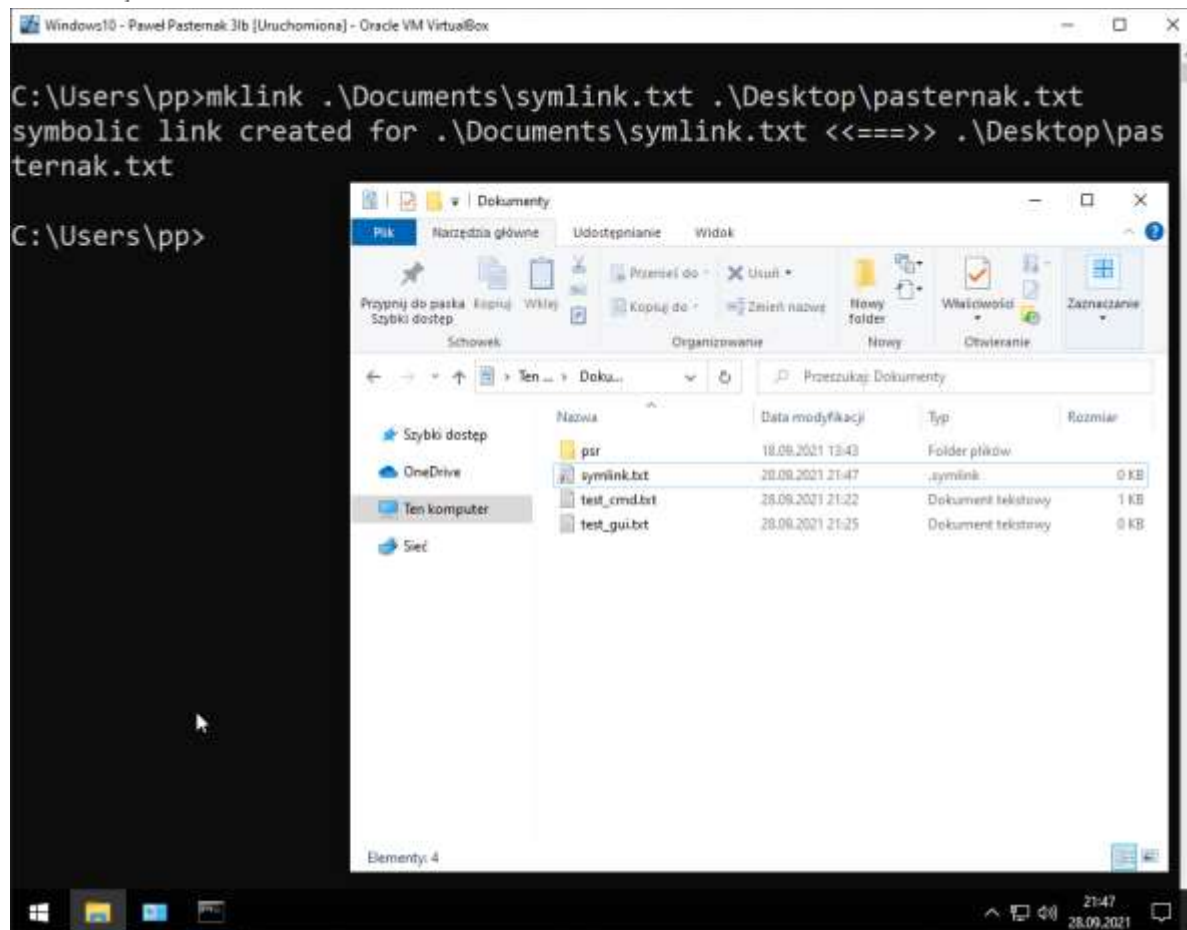 Windows10 - Paweł Pasternak 3lb [Uruchomiona] - Oracle VM VirtualBox
C:\Users\pp>mklink .\Documents\symlink.txt .\Desktop\pasternak.txt
symbolic link created for .\Documents\symlink.txt <<===>> .\Desktop\pas
ternak.txt
C:\Users\pp>
Dokumenty
Plik Narzędzia główne Udostępnianie Widok
Przypnij do paska Szybki dostęp
Kopiuj
Wklej
Przenieś do
Kopiuj do
Usuń
Zmień nazwę
Nowy folder
Właściwości
Zaznaczanie
Schowek Organizowanie Nowy Otwieranie
Ten ... > Doku...
Przeszukaj: Dokumenty
Nazwa Data modyfikacji Typ Rozmiar
Szybki dostęp
OneDrive
Ten komputer
Sieć
psr 18.09.2021 13:43 Folder plików
symlink.txt 28.09.2021 21:47 .symlink 0 KB
test_cmd.txt 28.09.2021 21:22 Dokument tekstowy 1 KB
test_gui.txt 28.09.2021 21:25 Dokument tekstowy 0 KB
Elementy: 4
21:47
28.09.2021